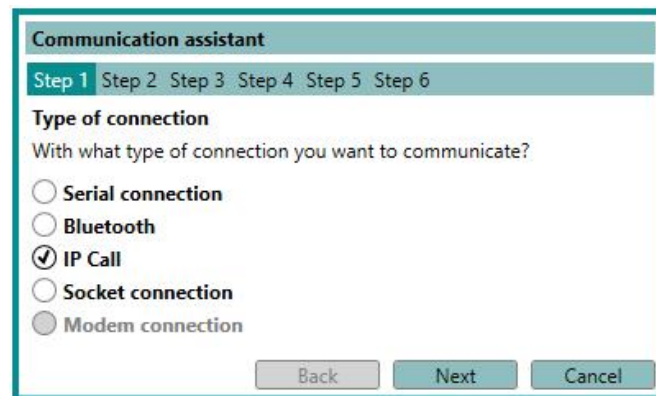 Communication assistant
Step 1 Step 2 Step 3 Step 4 Step 5 Step 6
Type of connection
With what type of connection you want to communicate?
Serial connection
Bluetooth
IP Call
Socket connection
Modem connection
Back Next Cancel